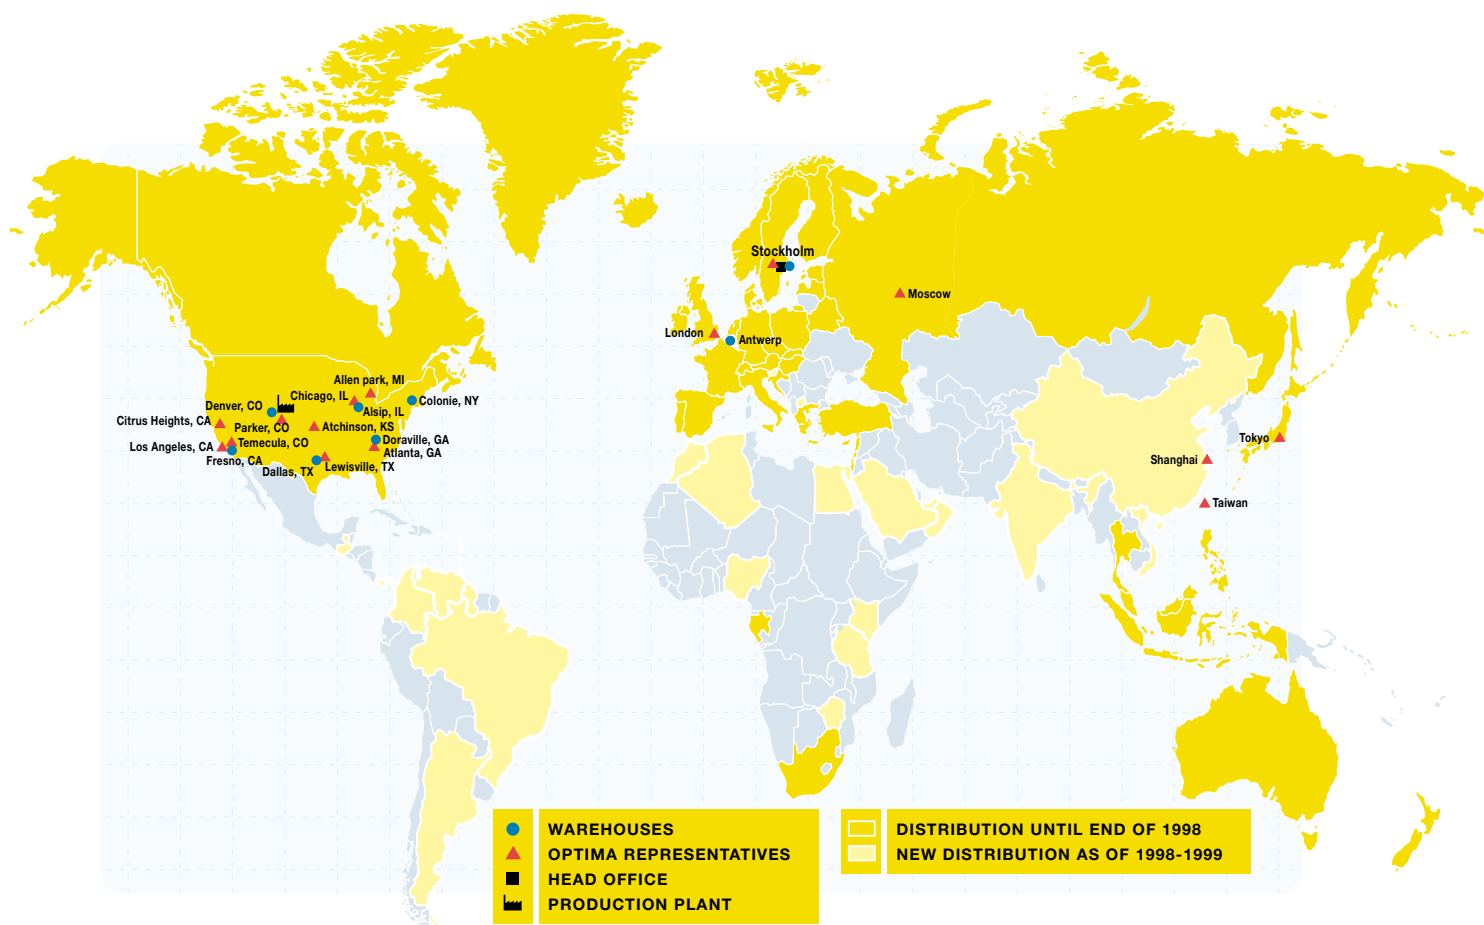 Stockholm
Moscow
London
Antwerp
Allen park, MI
Chicago, IL
Colonie, NY
Denver, CO
Alsip, IL
Citrus Heights, CA
Parker, CO
Atchinson, KS
Temecula, CO
Doraville, GA
Los Angeles, CA
Atlanta, GA
Fresno, CA
Lewisville, TX
Dallas, TX
Tokyo
Shanghai
Taiwan
WAREHOUSES
OPTIMA REPRESENTATIVES
HEAD OFFICE
PRODUCTION PLANT
DISTRIBUTION UNTIL END OF 1998
NEW DISTRIBUTION AS OF 1998-1999